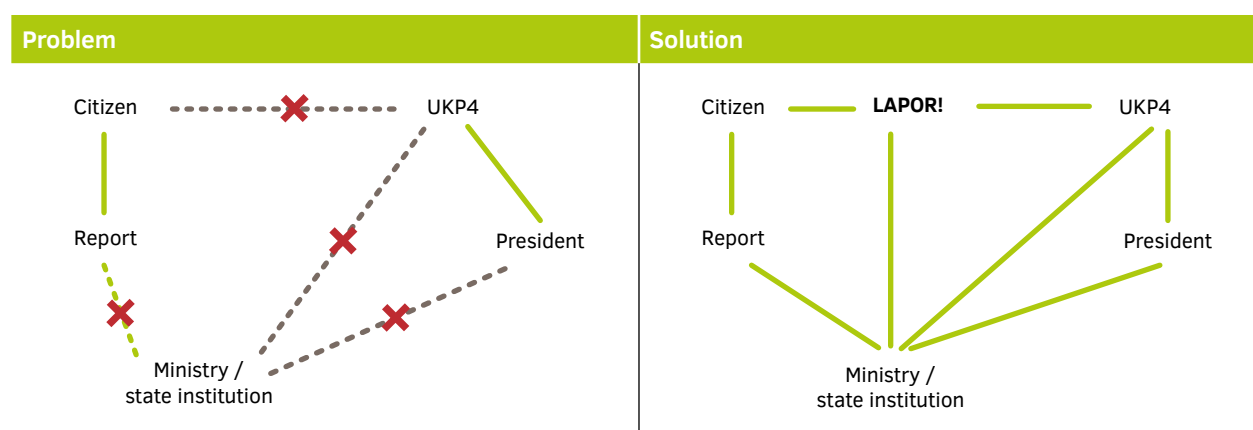 Problem
Citizen
UKP4
Report
President
Ministry /
state institution
Solution
Citizen
LAPOR!
UKP4
Report
President
Ministry /
state institution